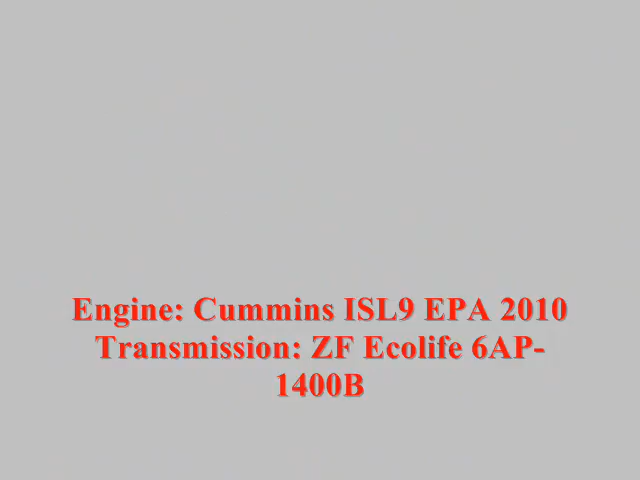 Engine: Cummins ISL9 EPA 2010
Transmission: ZF Ecolife 6AP-
1400B